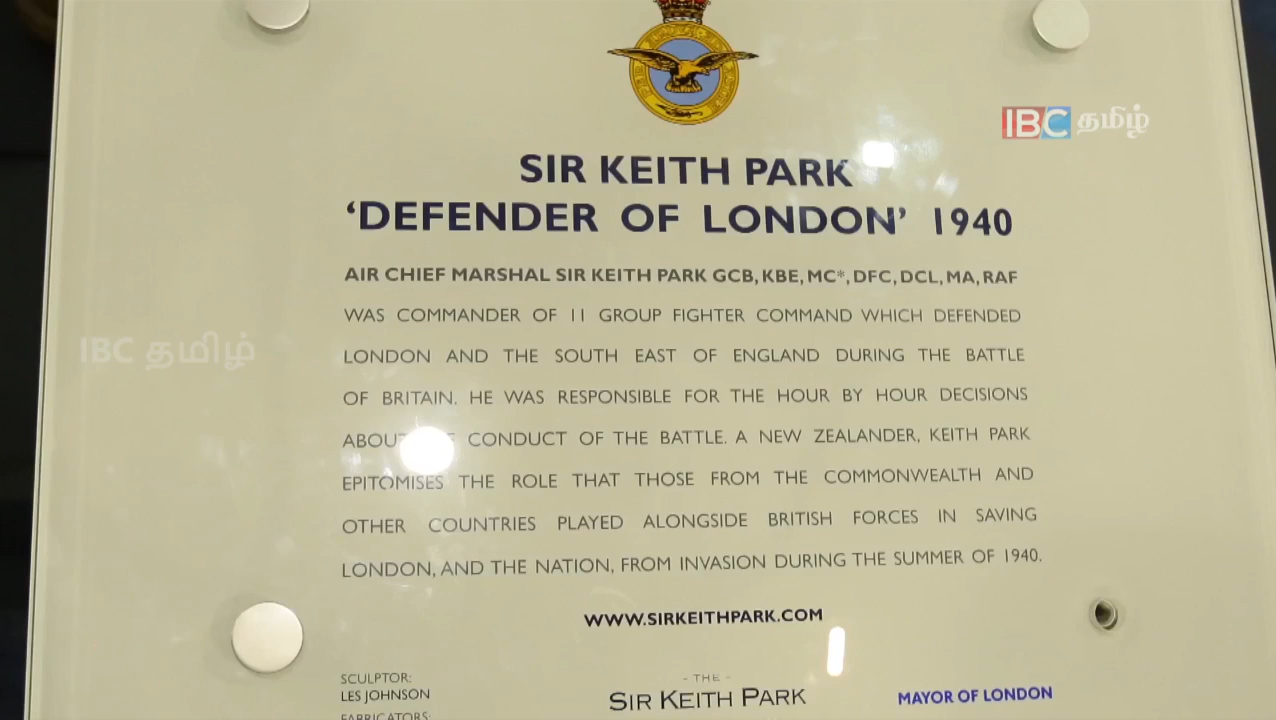 IBC தமிழ்
SIR KEITH PARK
‘DEFENDER OF LONDON’ 1940
AIR CHIEF MARSHAL SIR KEITH PARK GCB, KBE, MC*, DFC, DCL, MA, RAF
WAS COMMANDER OF 11 GROUP FIGHTER COMMAND WHICH DEFENDED
LONDON AND THE SOUTH EAST OF ENGLAND DURING THE BATTLE
IBC தமிழ்
OF BRITAIN. HE WAS RESPONSIBLE FOR THE HOUR BY HOUR DECISIONS
ABOUT CONDUCT OF THE BATTLE. A NEW ZEALANDER, KEITH PARK
EPITOMISES THE ROLE THAT THOSE FROM THE COMMONWEALTH AND
OTHER COUNTRIES PLAYED ALONGSIDE BRITISH FORCES IN SAVING
LONDON, AND THE NATION, FROM INVASION DURING THE SUMMER OF 1940.
WWW.SIRKEITHPARK.COM
SCULPTOR:
LES JOHNSON
FABRICATORS:
- THE -
SIR KEITH PARK
MAYOR OF LONDON